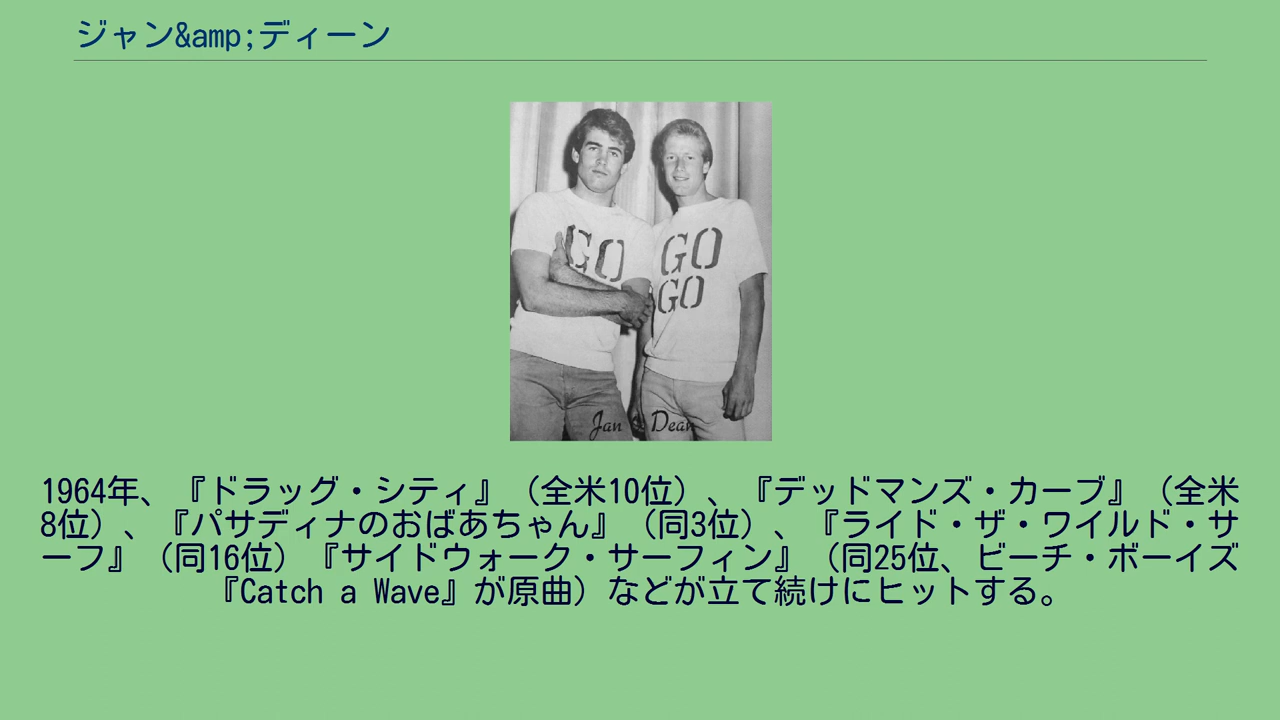 ジャン&amp;ディーン
GO
GO
GO
Jan & Dean
1964年、『ドラッグ・シティ』（全米10位）、『デッドマンズ・カーブ』（全米
8位）、『パサディナのおばあちゃん』（同3位）、『ライド・ザ・ワイルド・サ
ーフ』（同16位）『サイドウォーク・サーフィン』（同25位、ビーチ・ボーイズ
『Catch a Wave』が原曲）などが立て続けにヒットする。